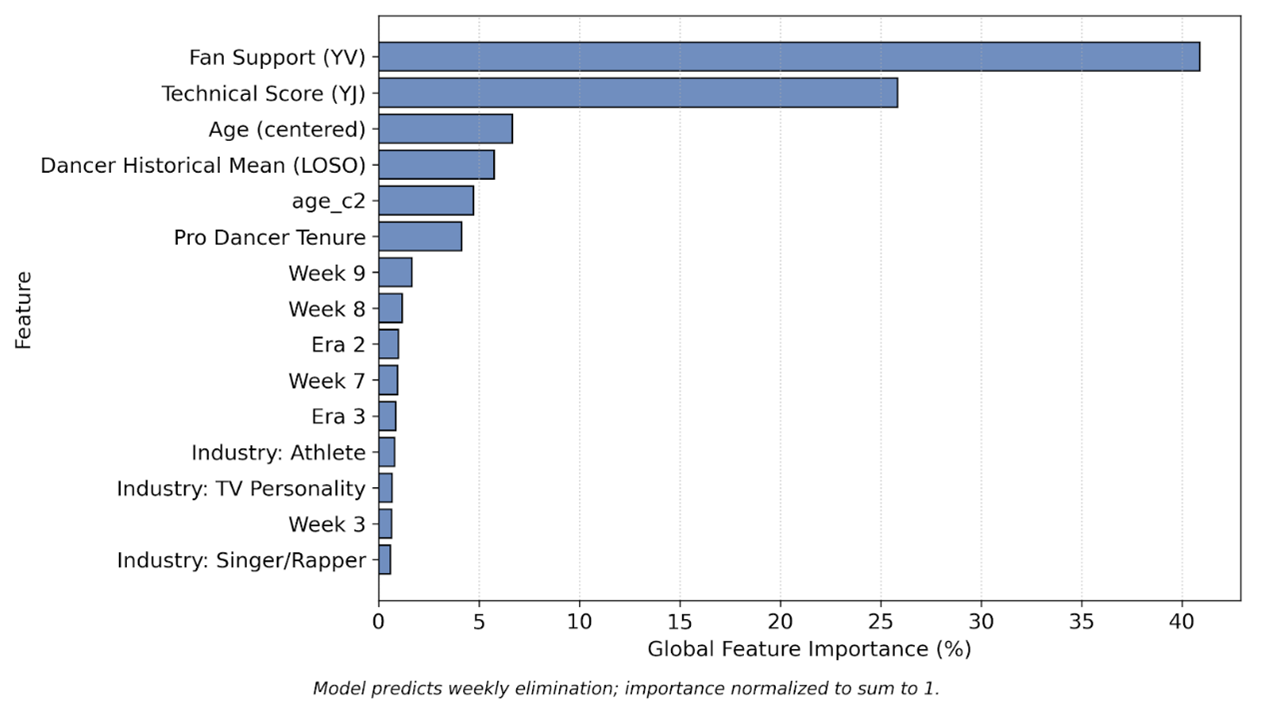 Fan Support (YV)
Technical Score (YJ)
Age (centered)
Dancer Historical Mean (LOSO)
age_c2
Pro Dancer Tenure
Week 9
Week 8
Era 2
Week 7
Era 3
Industry: Athlete
Industry: TV Personality
Week 3
Industry: Singer/Rapper
Feature
0 5 10 15 20 25 30 35 40
Global Feature Importance (%)
Model predicts weekly elimination; importance normalized to sum to 1.